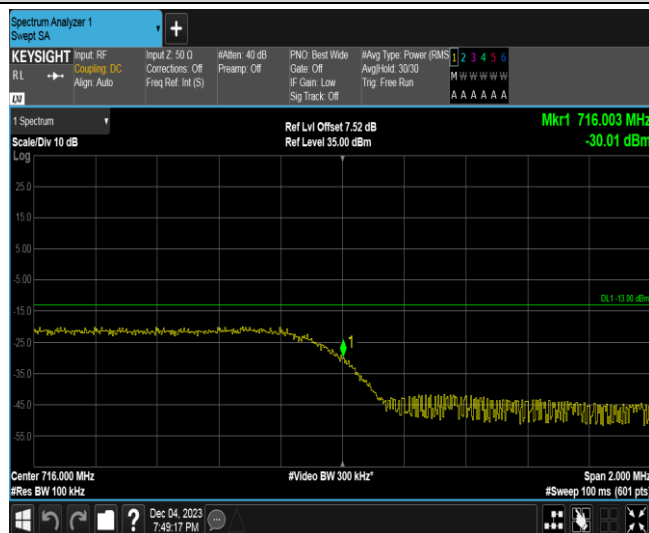 Spectrum Analyzer 1
Swept SA
+
KEYSIGHT Input: RF Input Z: 50 Ω #Atten: 40 dB PNO: Best Wide #Avg Type: Power (RMS 1 2 3 4 5 6
RL Coupling: DC Corrections: Off Preamp: Off Gate: Off Avg|Hold: 30/30 M W W W W W
Align: Auto Freq Ref: Int (S) IF Gain: Low Trig: Free Run
Sig Track: Off A A A A A A
LXI
1 Spectrum Ref Lvl Offset 7.52 dB Mkr1 716.003 MHz
Scale/Div 10 dB Ref Level 35.00 dBm -30.01 dBm
Log
25.0
15.0
5.00
-5.00
DL1 -13.00 dBm
-15.0
1
-25.0
-35.0
-45.0
-55.0
Center 716.000 MHz #Video BW 300 kHz* Span 2.000 MHz
#Res BW 100 kHz #Sweep 100 ms (601 pts)
? Dec 04, 2023
7:49:17 PM